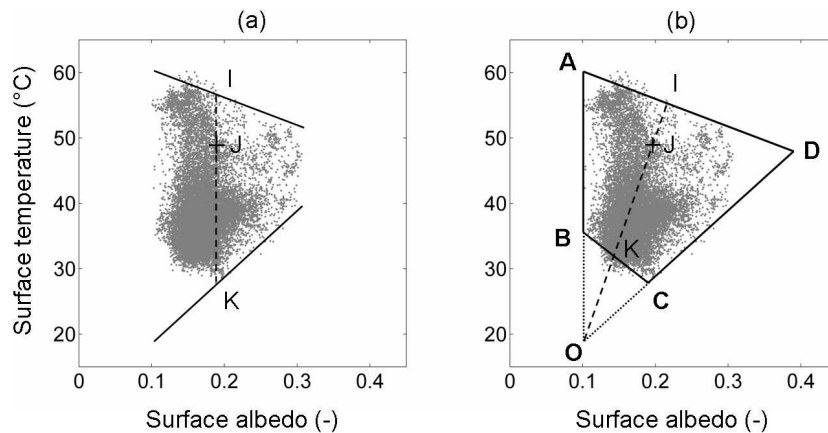 (a)
(b)
Surface temperature (°C)
60
50
40
30
20
I
J
K
0
0.1
0.2
0.3
0.4
Surface albedo (-)
60
50
40
30
20
A
I
J
D
B
K
C
O
0
0.1
0.2
0.3
0.4
Surface albedo (-)